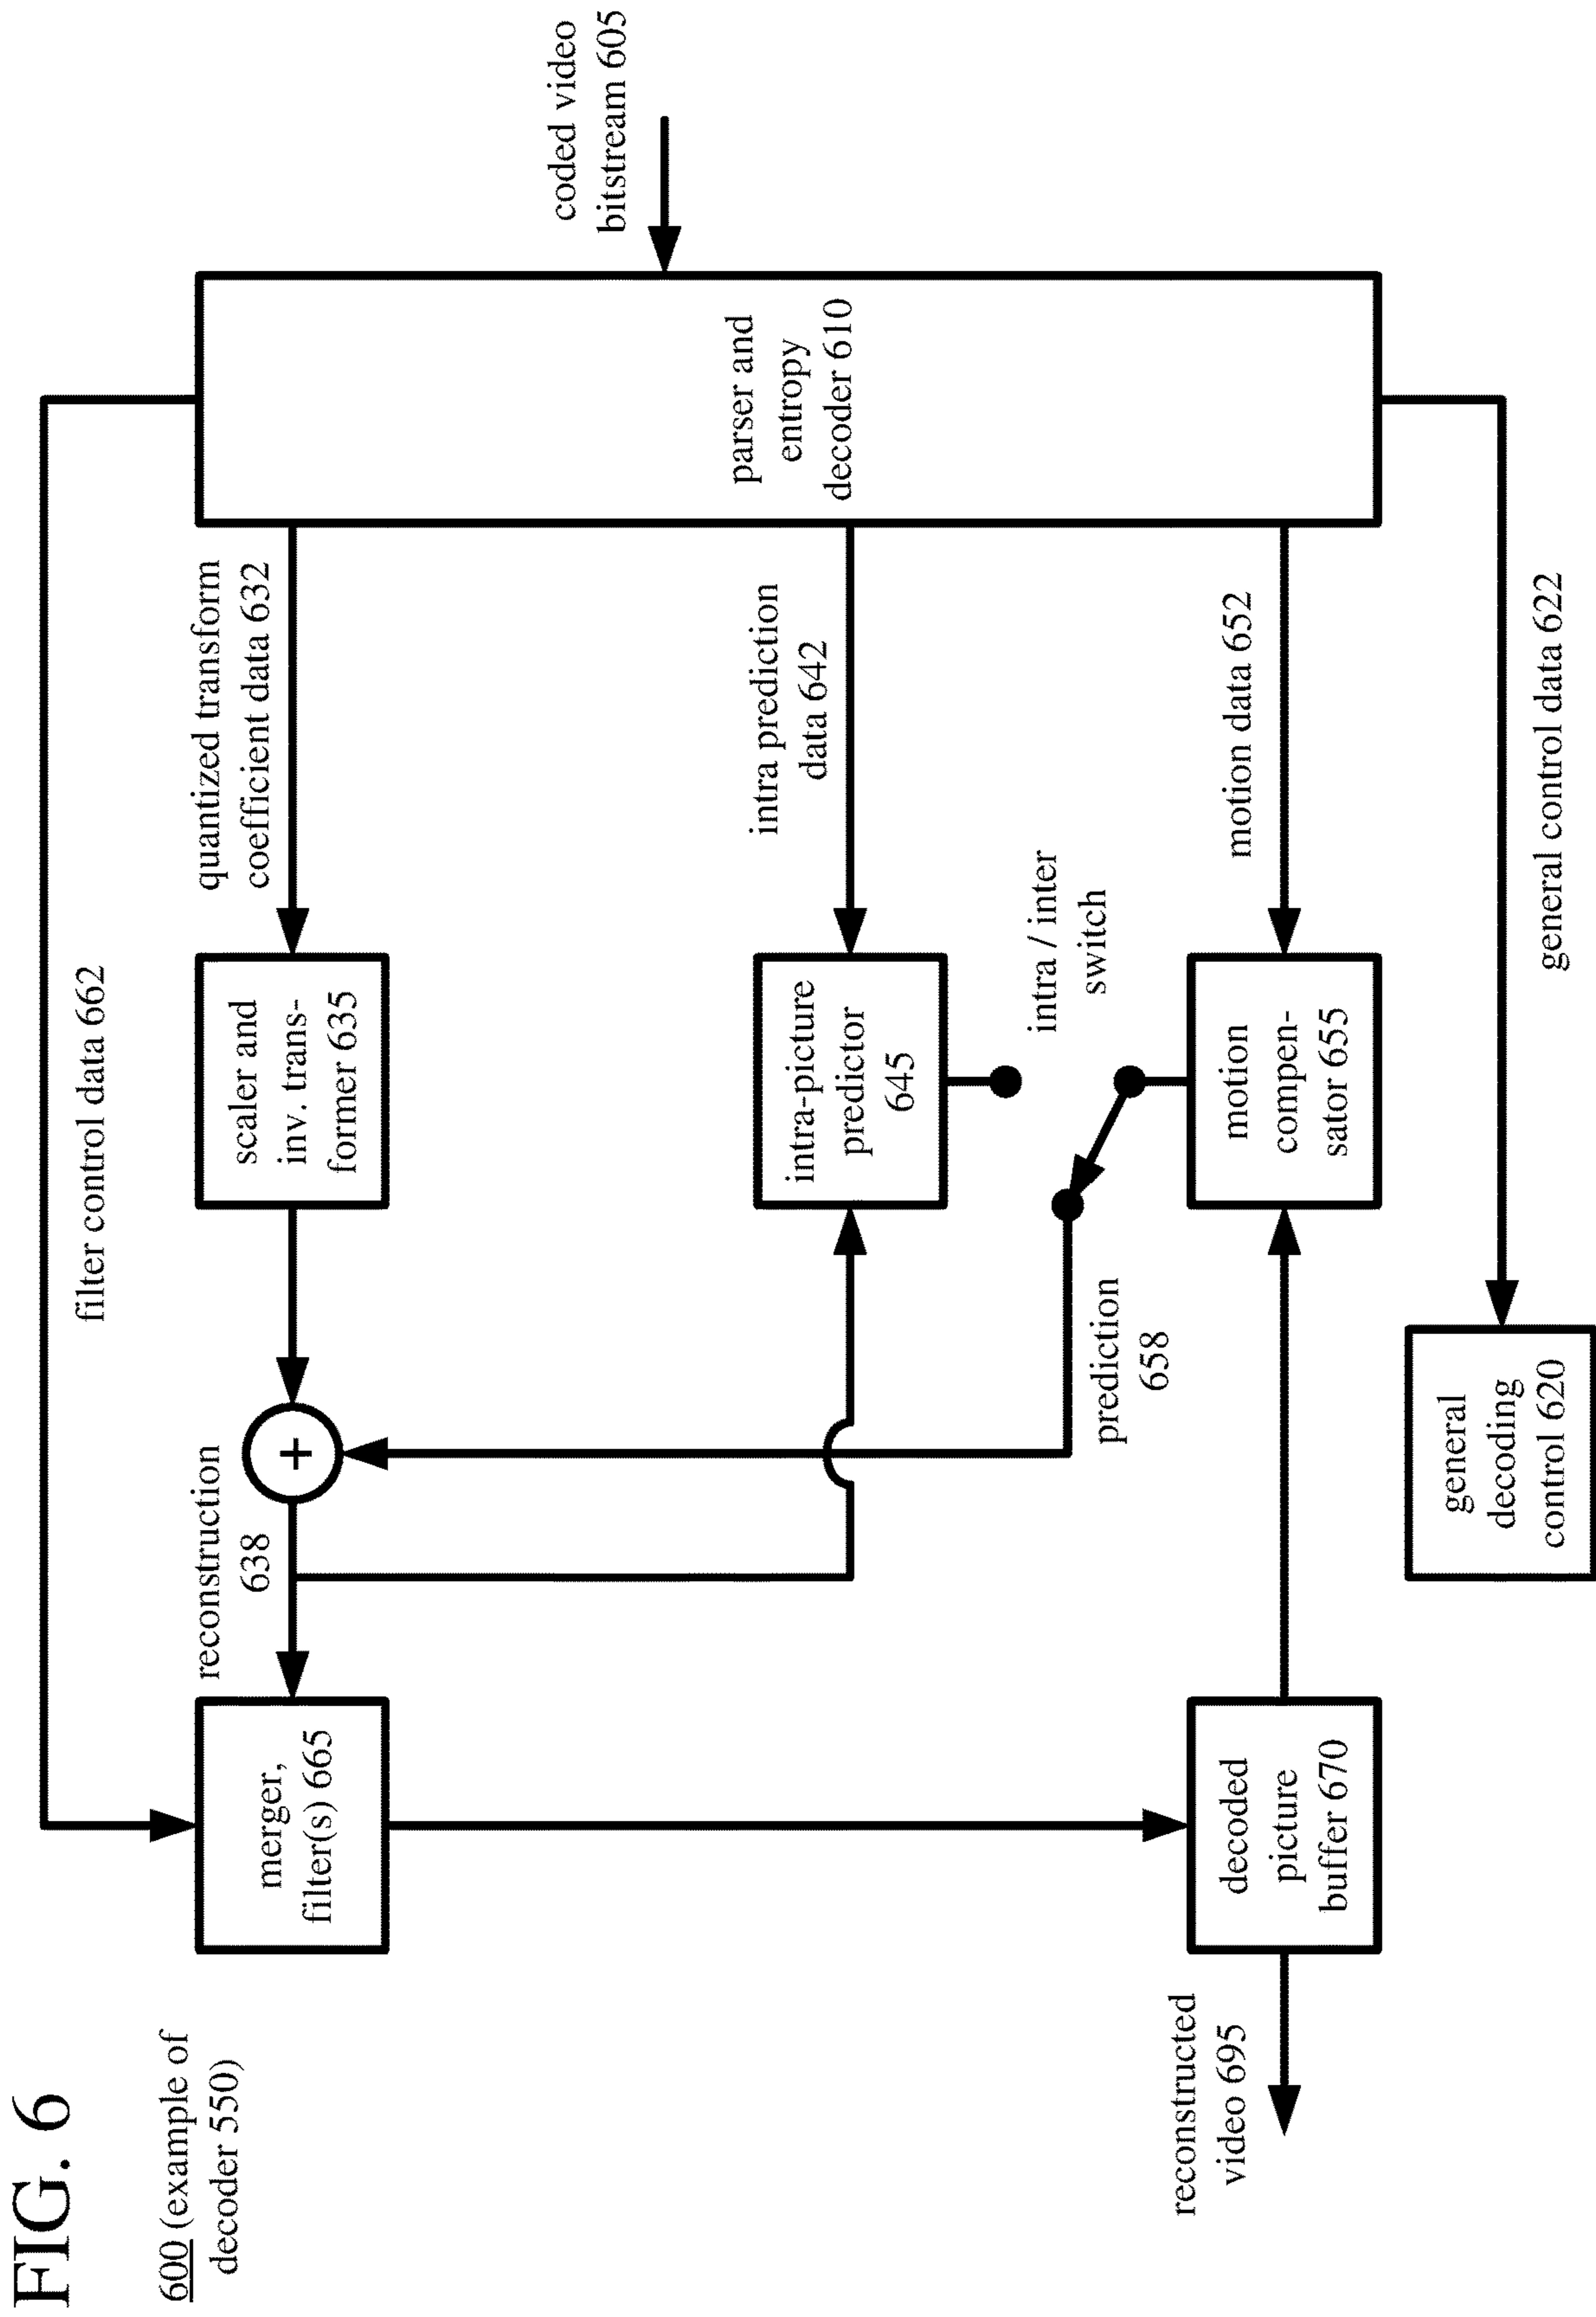 FIG. 6
600 (example of
decoder 550)
filter control data 662
merger,
filter(s) 665
reconstruction
638
+
scaler and
inv. trans-
former 635
quantized transform
coefficient data 632
coded video
bitstream 605
parser and
entropy
decoder 610
intra-picture
predictor
645
intra prediction
data 642
intra / inter
switch
prediction
658
reconstructed
video 695
decoded
picture
buffer 670
motion
compen-
sator 655
motion data 652
general
decoding
control 620
general control data 622